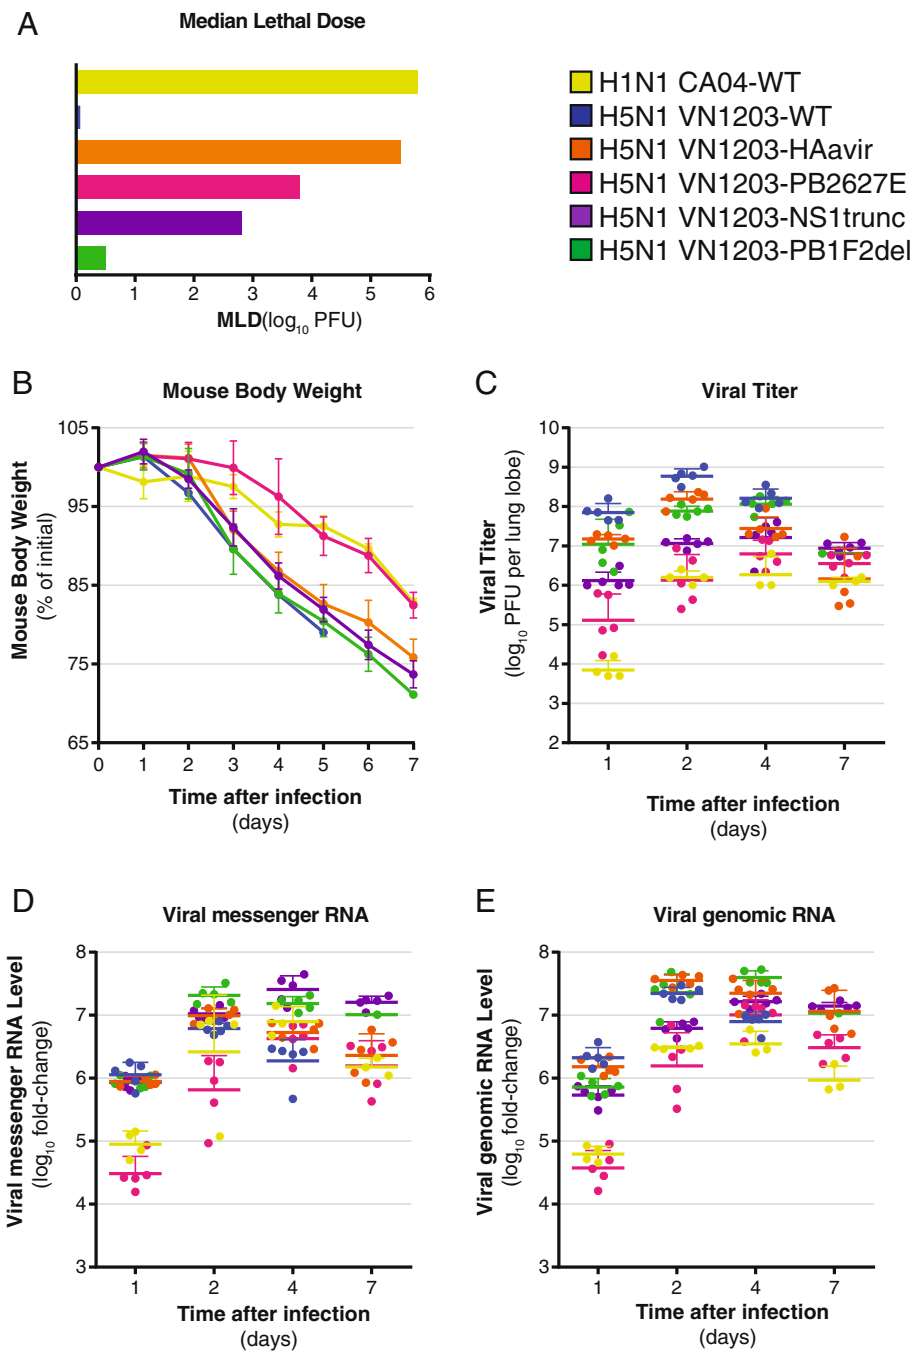 A
Median Lethal Dose
0 1 2 3 4 5 6
MLD(log10 PFU)
H1N1 CA04-WT
H5N1 VN1203-WT
H5N1 VN1203-HAavir
H5N1 VN1203-PB2627E
H5N1 VN1203-NS1trunc
H5N1 VN1203-PB1F2del
B
Mouse Body Weight
Mouse Body Weight
(% of initial)
105
95
85
75
65
0 1 2 3 4 5 6 7
Time after infection
(days)
C
Viral Titer
Viral Titer
(log10 PFU per lung lobe)
10
9
8
7
6
5
4
3
2
1 2 4 7
Time after infection
(days)
D
Viral messenger RNA
Viral messenger RNA Level
(log10 fold-change)
8
7
6
5
4
3
1 2 4 7
Time after infection
(days)
E
Viral genomic RNA
Viral genomic RNA Level
(log10 fold-change)
8
7
6
5
4
3
1 2 4 7
Time after infection
(days)